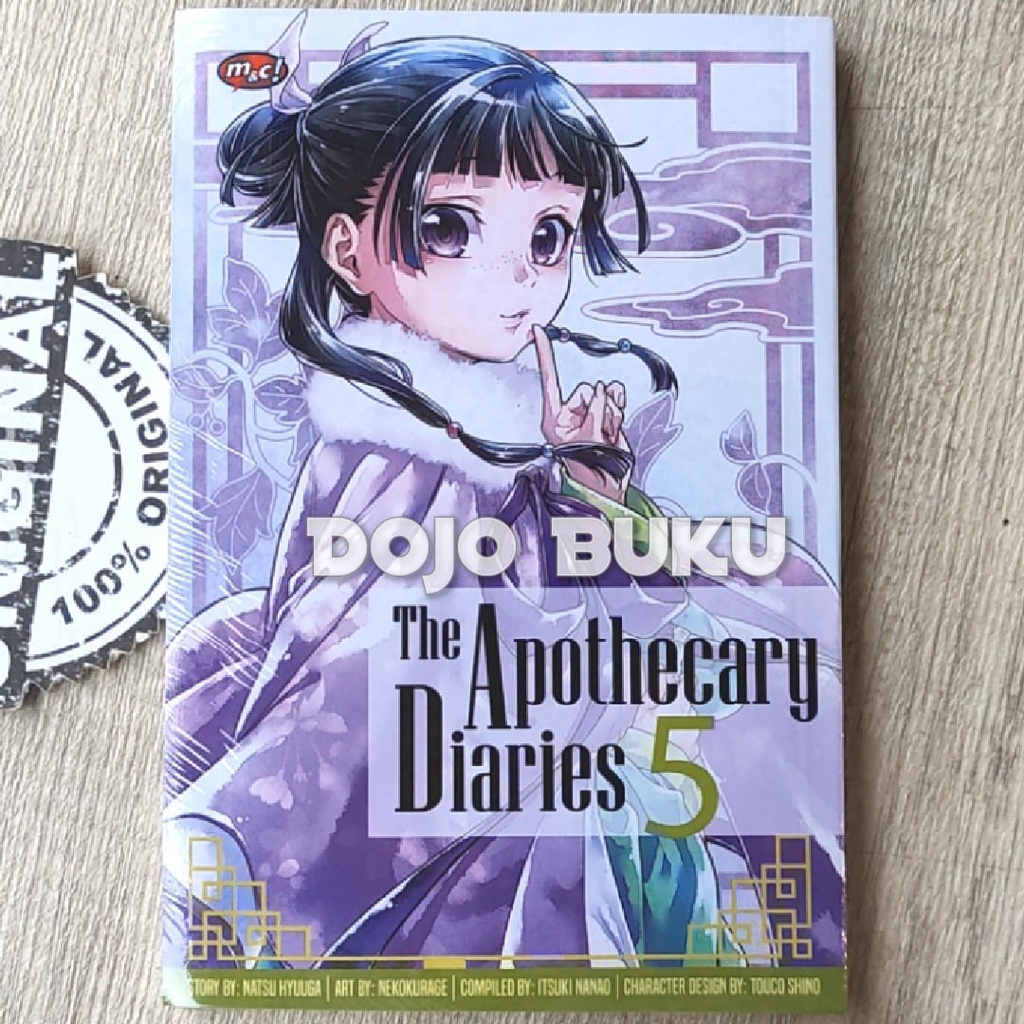 m&c!
ORIGINAL
100% ORIGINAL
DOJO BUKU
The Apothecary
Diaries 5
STORY BY: NATSU HYUUGA | ART BY: NEKOKURAGE | COMPILED BY: ITSUKI NANAO | CHARACTER DESIGN BY: TOUCO SHINO